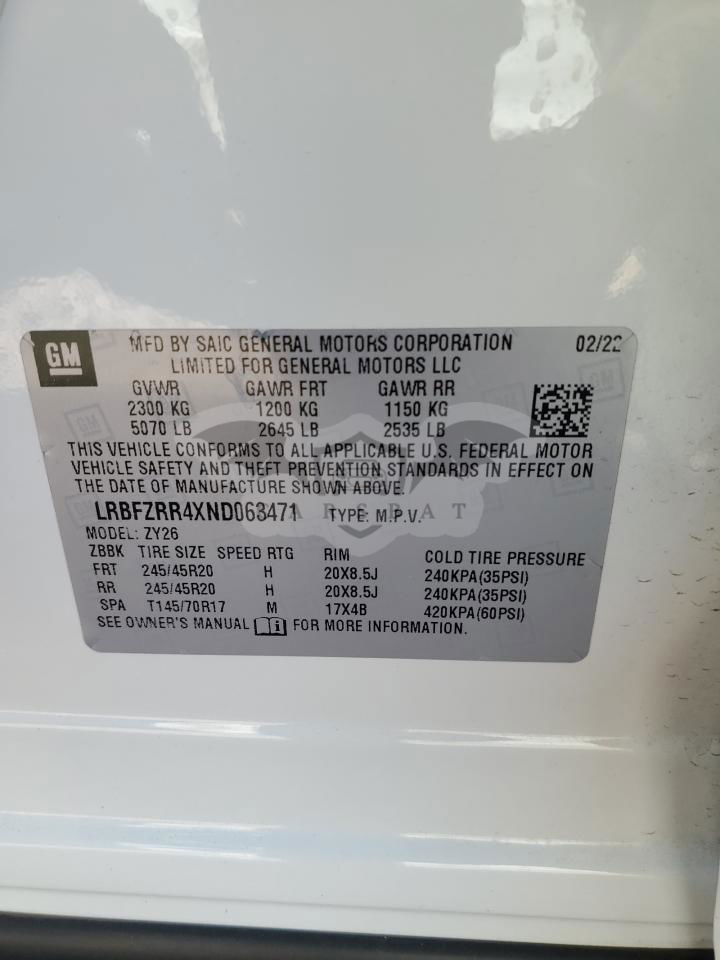 GM
MFD BY SAIC GENERAL MOTORS CORPORATION 02/22
LIMITED FOR GENERAL MOTORS LLC
GVWR GAWR FRT GAWR RR
2300 KG 1200 KG 1150 KG
5070 LB 2645 LB 2535 LB
THIS VEHICLE CONFORMS TO ALL APPLICABLE U.S. FEDERAL MOTOR
VEHICLE SAFETY AND THEFT PREVENTION STANDARDS IN EFFECT ON
THE DATE OF MANUFACTURE SHOWN ABOVE.
LRBFZRR4XND063471 TYPE: M.P.V.
CARSBAT
MODEL: ZY26
ZBBK TIRE SIZE SPEED RTG RIM COLD TIRE PRESSURE
FRT 245/45R20 H 20X8.5J 240KPA(35PSI)
RR 245/45R20 H 20X8.5J 240KPA(35PSI)
SPA T145/70R17 M 17X4B 420KPA(60PSI)
SEE OWNER'S MANUAL FOR MORE INFORMATION.